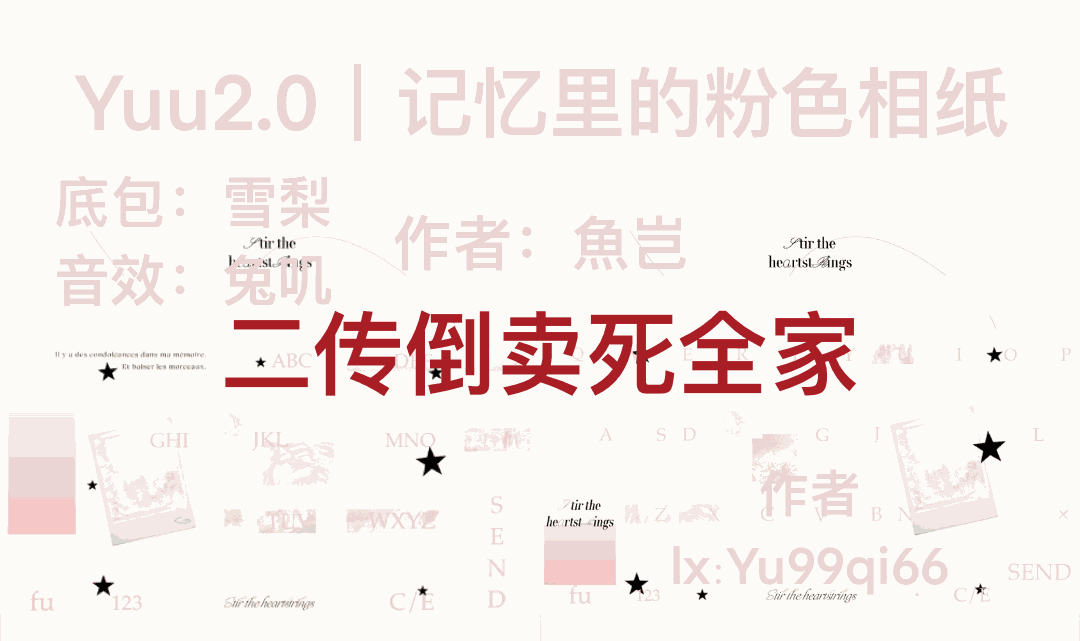 Yuu2.0｜记忆里的粉色相纸
底包：雪梨
作者：魚岂
音效：兔叽
Stir the
heartstRings
Stir the
heartstRings
二传倒卖死全家
Il y a des condoléances dans ma mémoire.
Et baiser les morceaux.
ABC
DEF
Q
E
R
I
O
P
GHI
JKL
MNO
A
S
D
G
J
L
TUV
WXYZ
SEND
Stir the
heartstRings
Z
C
V
B
N
×
作者
lx:Yu99qi66
SEND
fu
123
Stir the heartstrings
C/E
fu
123
Stir the heartstrings
C/E